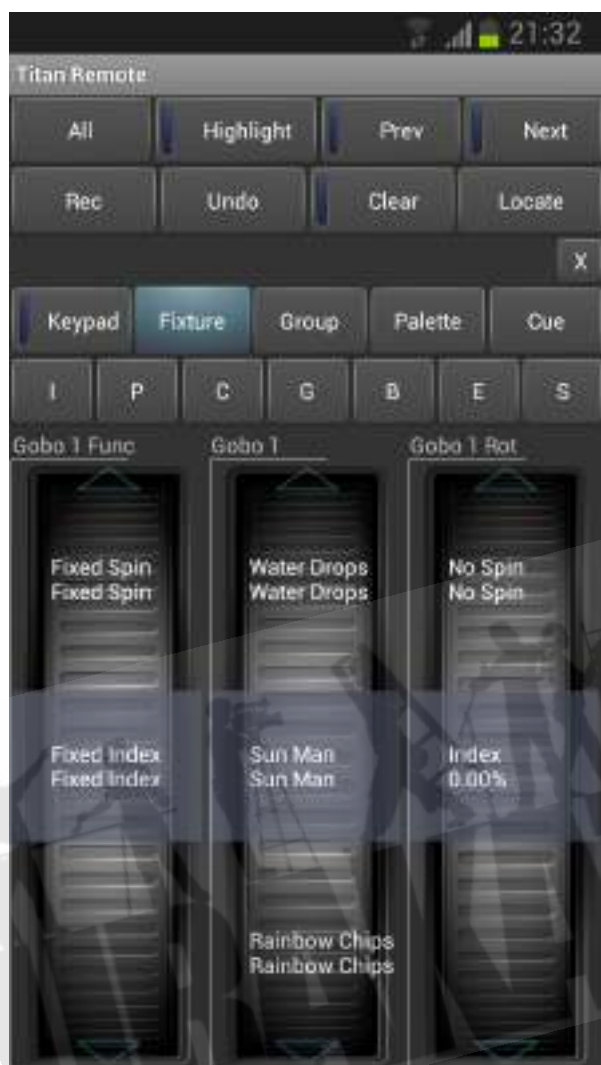 21:32
Titan Remote
All Highlight Prev Next
Rec Undo Clear Locate
X
Keypad Fixture Group Palette Cue
I P C G B E S
Gobo 1 Func Gobo 1 Gobo 1 Rot
Fixed Spin Water Drops No Spin
Fixed Spin Water Drops No Spin
Fixed Index Sun Man Index
Fixed Index Sun Man 0.00%
Rainbow Chips
Rainbow Chips